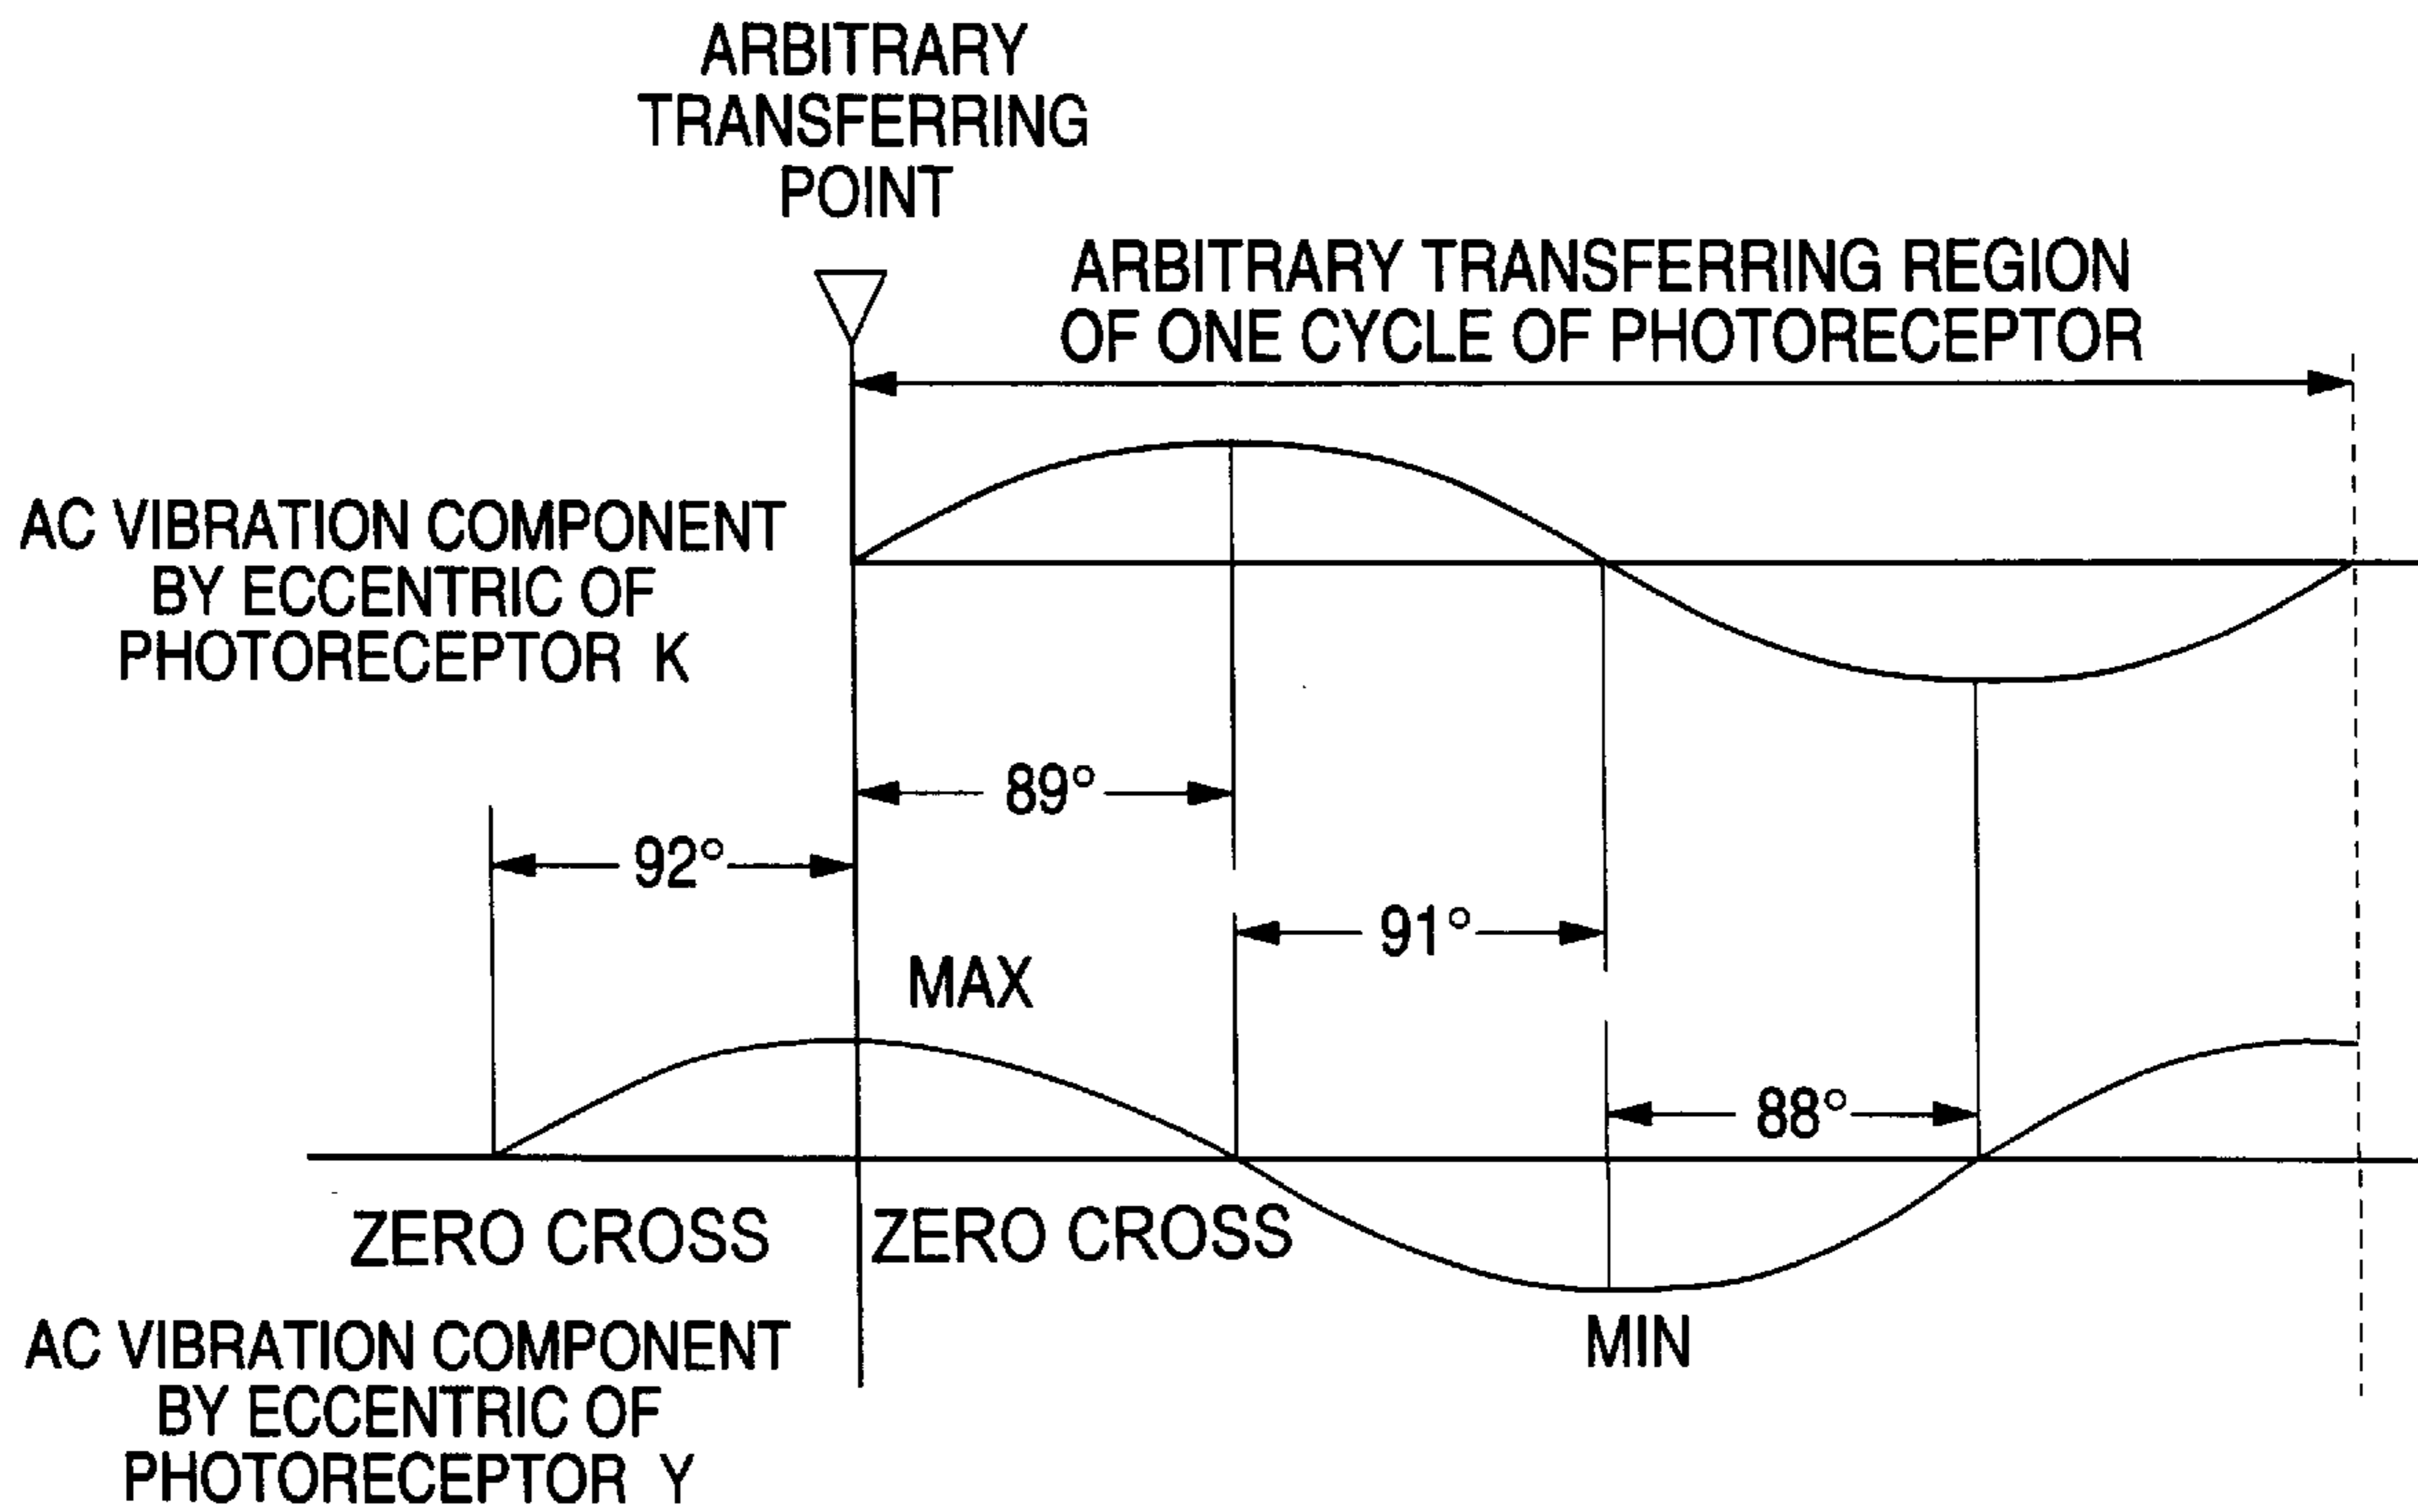 ARBITRARY
TRANSFERRING
POINT
ARBITRARY TRANSFERRING REGION
OF ONE CYCLE OF PHOTORECEPTOR
AC VIBRATION COMPONENT
BY ECCENTRIC OF
PHOTORECEPTOR K
89°
92°
91°
MAX
88°
ZERO CROSS
ZERO CROSS
MIN
AC VIBRATION COMPONENT
BY ECCENTRIC OF
PHOTORECEPTOR Y